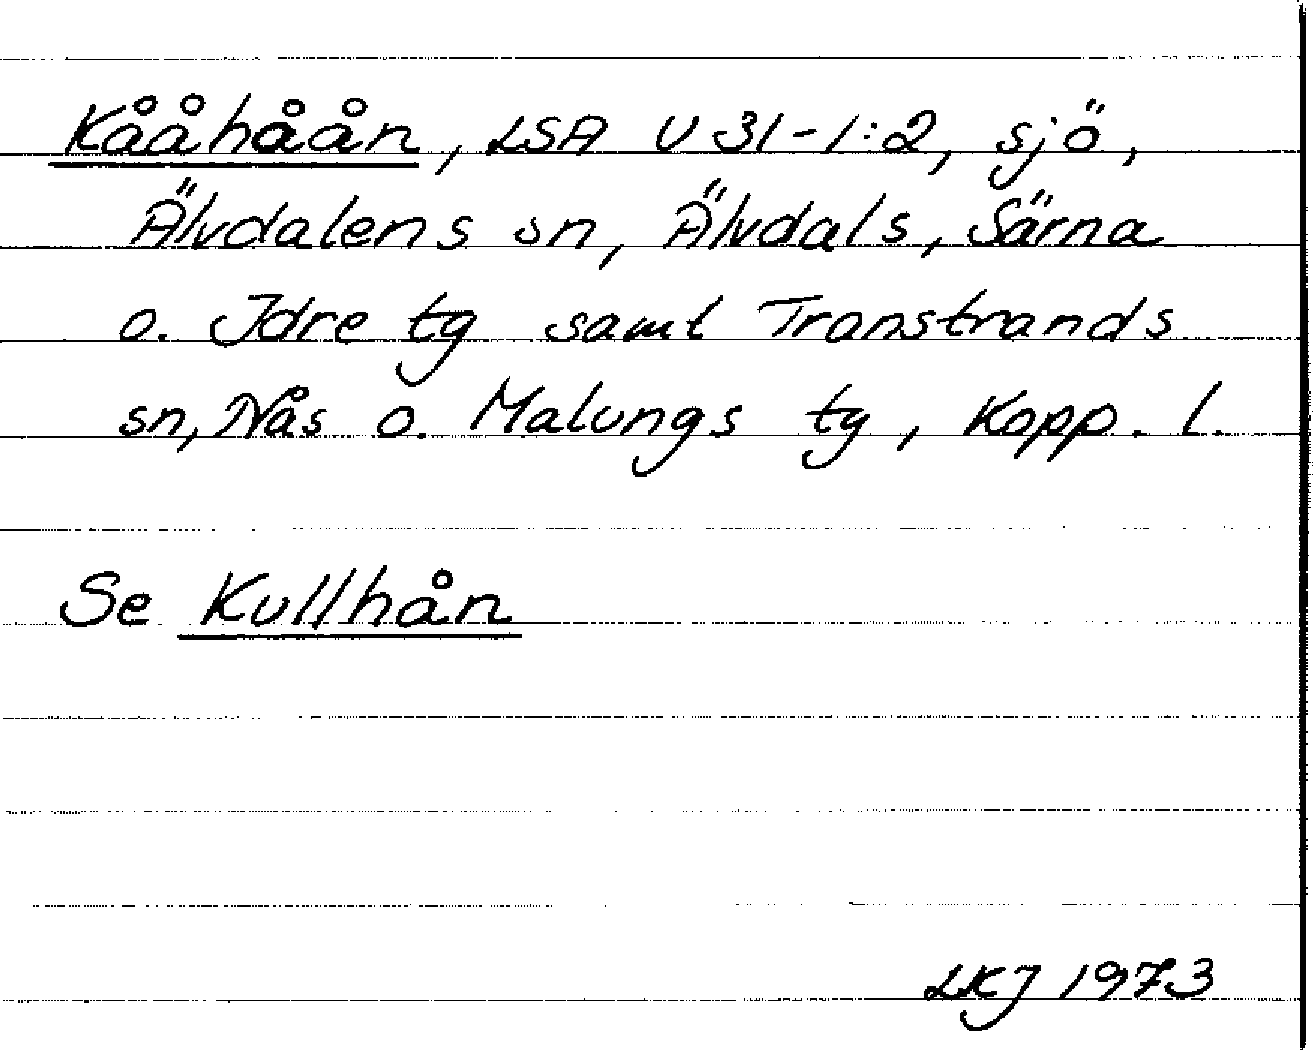 Kååhåån, LSA U 31-1:2, sjö,
Älvdalens sn, Älvdals, Särna
o. Idre tg samt Transtrands
sn, Nås o. Malungs tg, Kopp. l.
Se Kullhån
LKJ 1973